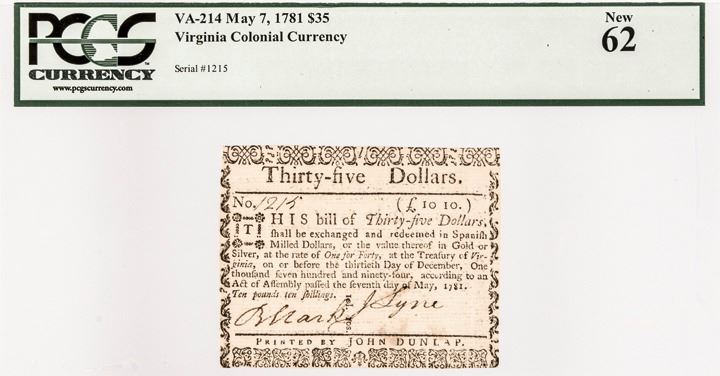 PCGS
CURRENCY
www.pcgscurrency.com
VA-214 May 7, 1781 $35
Virginia Colonial Currency
Serial #1215
New
62
Thirty-five Dollars.
No. 1215 (£ 10 10.)
THIS bill of Thirty-five Dollars,
ſhall be exchanged and redeemed in Spaniſh
Milled Dollars, or the value thereof in Gold or
Silver, at the rate of One for Forty, at the Treaſury of Vir-
ginia, on or before the thirtieth Day of December, One
thouſand ſeven hundred and ninety-four, according to an
Act of Aſſembly paſſed the ſeventh day of May, 1781.
Ten pounds ten ſhillings.
J Lyne
PRINTED BY JOHN DUNLAP.